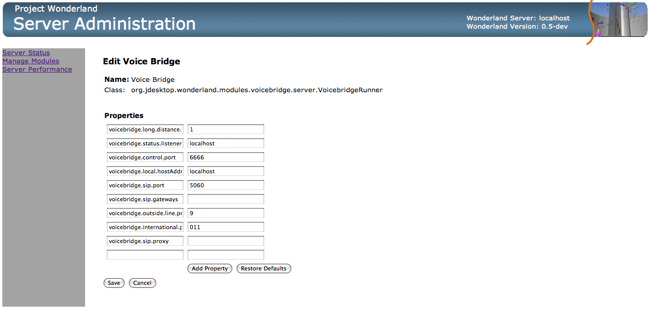 Project Wonderland
Server Administration
Wonderland Server: localhost
Wonderland Version: 0.5-dev
Server Status
Manage Modules
Server Performance
Edit Voice Bridge
Name: Voice Bridge
Class: org.jdesktop.wonderland.modules.voicebridge.server.VoicebridgeRunner
Properties
voicebridge.long.distance. 1
voicebridge.status.listener localhost
voicebridge.control.port 6666
voicebridge.local.hostAddr localhost
voicebridge.sip.port 5060
voicebridge.sip.gateways
voicebridge.outside.line.pr 9
voicebridge.international.p 011
voicebridge.sip.proxy
Add Property Restore Defaults
Save Cancel